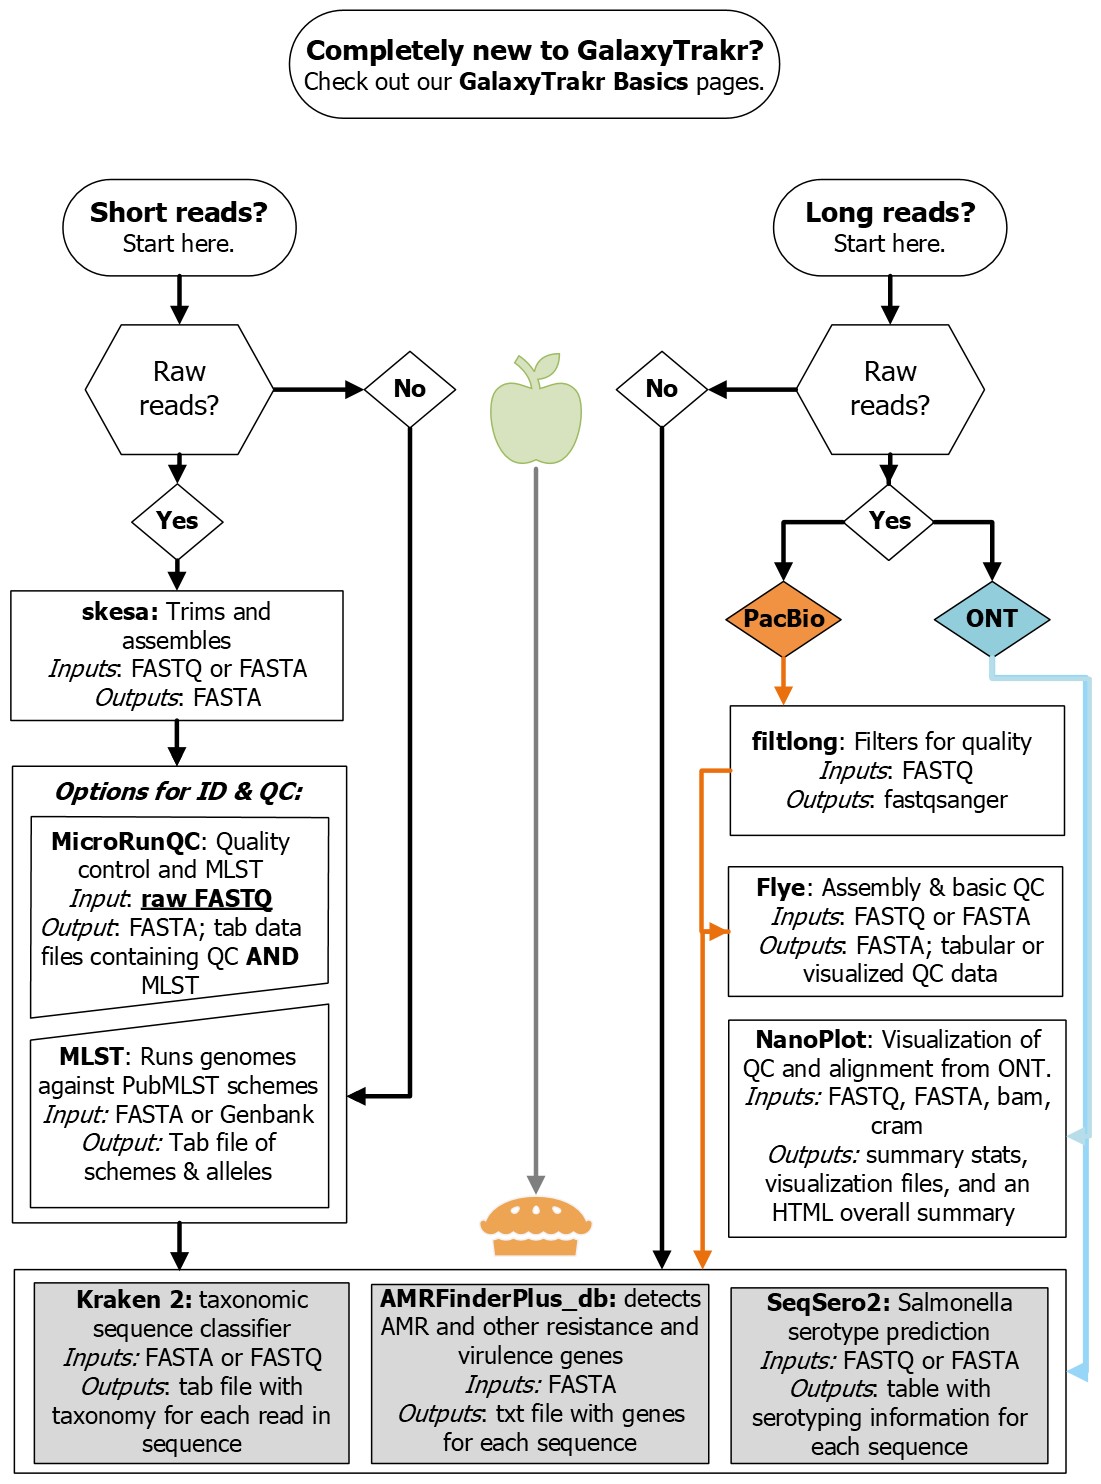 Completely new to GalaxyTrakr?
Check out our GalaxyTrakr Basics pages.
Short reads?
Start here.
Raw
reads?
No
Yes
skesa: Trims and
assembles
Inputs: FASTQ or FASTA
Outputs: FASTA
Options for ID & QC:
MicroRunQC: Quality
control and MLST
Input: raw FASTQ
Output: FASTA; tab data
files containing QC AND
MLST
MLST: Runs genomes
against PubMLST schemes
Input: FASTA or Genbank
Output: Tab file of
schemes & alleles
Long reads?
Start here.
Raw
reads?
No
Yes
PacBio
ONT
filtlong: Filters for quality
Inputs: FASTQ
Outputs: fastqsanger
Flye: Assembly & basic QC
Inputs: FASTQ or FASTA
Outputs: FASTA; tabular or
visualized QC data
NanoPlot: Visualization of
QC and alignment from ONT.
Inputs: FASTQ, FASTA, bam,
cram
Outputs: summary stats,
visualization files, and an
HTML overall summary
Kraken 2: taxonomic
sequence classifier
Inputs: FASTA or FASTQ
Outputs: tab file with
taxonomy for each read in
sequence
AMRFinderPlus_db: detects
AMR and other resistance and
virulence genes
Inputs: FASTA
Outputs: txt file with genes
for each sequence
SeqSero2: Salmonella
serotype prediction
Inputs: FASTQ or FASTA
Outputs: table with
serotyping information for
each sequence